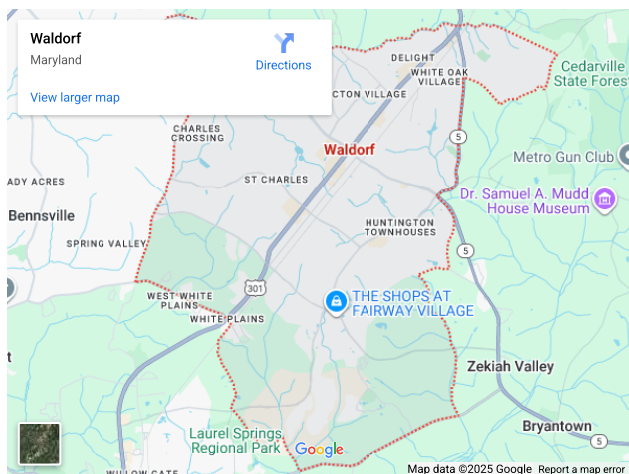 Waldorf
Maryland
Directions
View larger map
DELIGHT
WHITE OAK
VILLAGE
Cedarville
State Forest
CTON VILLAGE
CHARLES
CROSSING
5
Waldorf
Metro Gun Club
ADY ACRES
ST CHARLES
Dr. Samuel A. Mudd
House Museum
Bennsville
HUNTINGTON
TOWNHOUSES
SPRING VALLEY
5
301
WEST WHITE
PLAINS
THE SHOPS AT
FAIRWAY VILLAGE
WHITE PLAINS
t
Zekiah Valley
Bryantown
Laurel Springs
Regional Park
5
Google
WILLOW GATE
Map data ©2025 Google
Report a map error